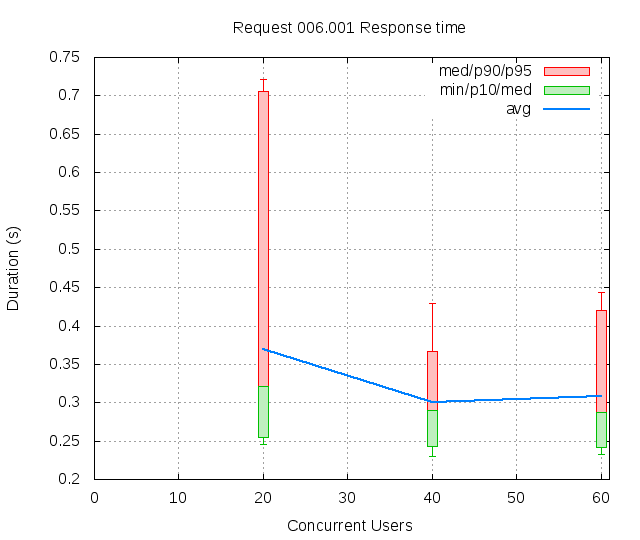 Request 006.001 Response time
0.75
0.7
0.65
0.6
0.55
0.5
0.45
0.4
0.35
0.3
0.25
0.2
med/p90/p95
min/p10/med
avg
Duration (s)
0 10 20 30 40 50 60
Concurrent Users